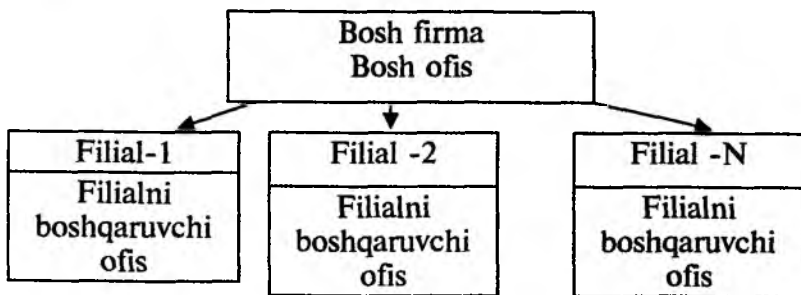 Bosh firma
Bosh ofis
Filial-1
Filialni
boshqaruvchi
ofis
Filial -2
Filialni
boshqaruvchi
ofis
Filial -N
Filialni
boshqaruvchi
ofis